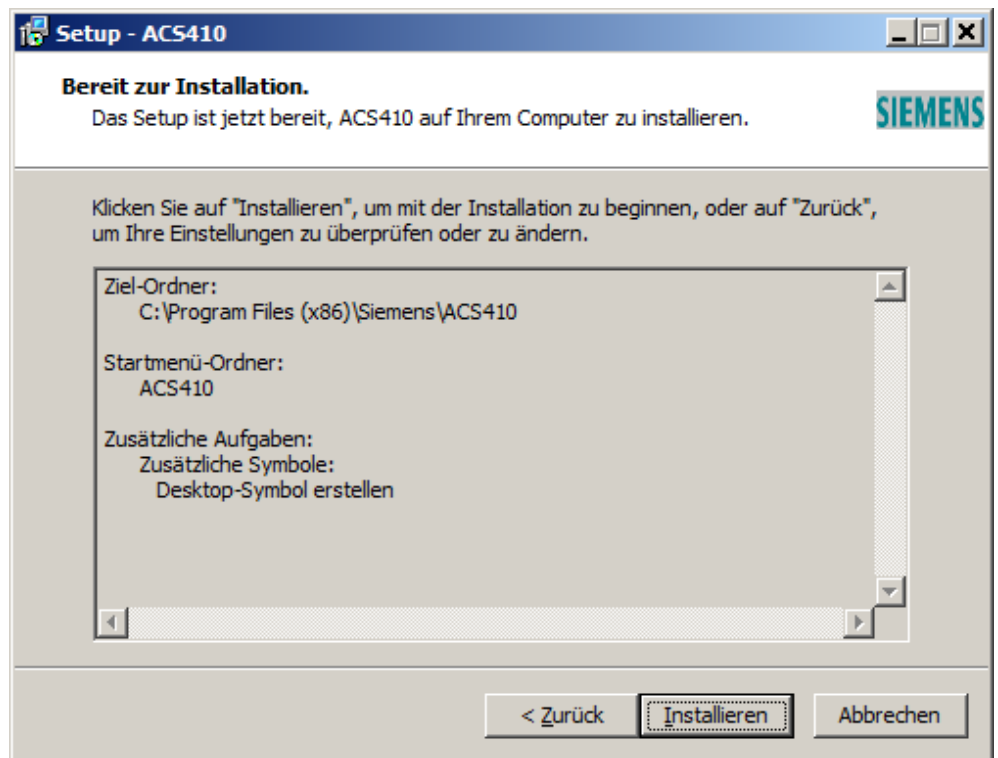 Setup - ACS410
Bereit zur Installation.
Das Setup ist jetzt bereit, ACS410 auf Ihrem Computer zu installieren.
SIEMENS
Klicken Sie auf "Installieren", um mit der Installation zu beginnen, oder auf "Zurück",
um Ihre Einstellungen zu überprüfen oder zu ändern.
Ziel-Ordner:
C:\Program Files (x86)\Siemens\ACS410
Startmenü-Ordner:
ACS410
Zusätzliche Aufgaben:
Zusätzliche Symbole:
Desktop-Symbol erstellen
< Zurück
Installieren
Abbrechen